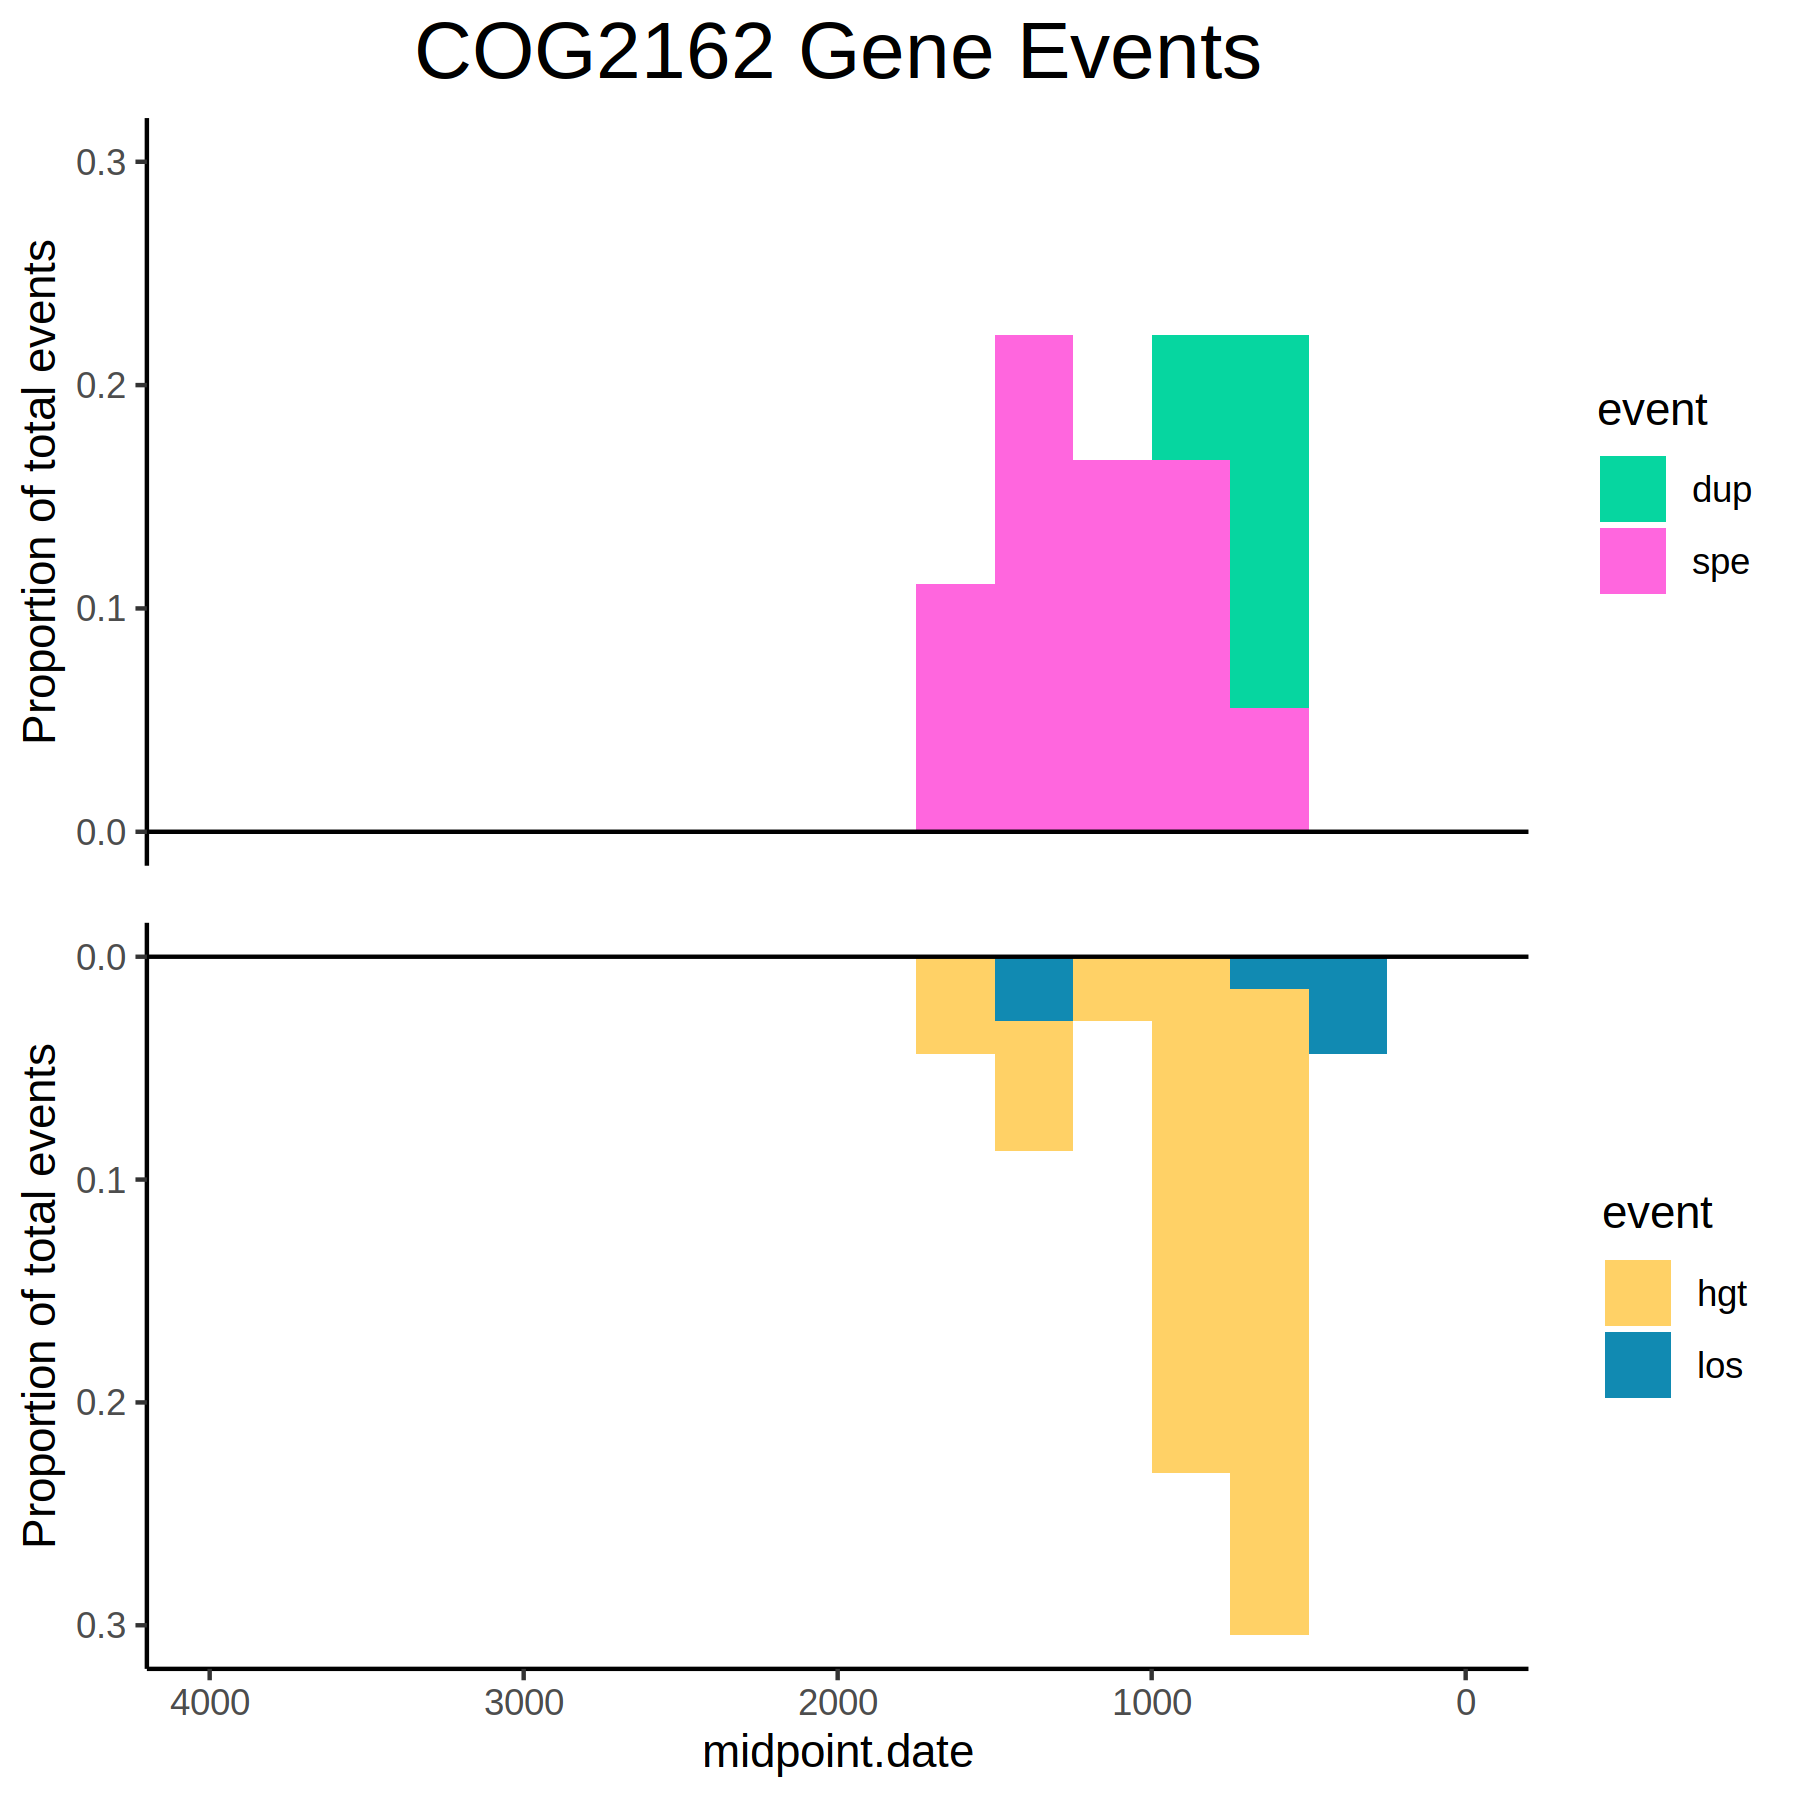 COG2162 Gene Events
Proportion of total events
0.3
0.2
0.1
0.0
event
dup
spe
Proportion of total events
0.0
0.1
0.2
0.3
event
hgt
los
4000 3000 2000 1000 0
midpoint.date